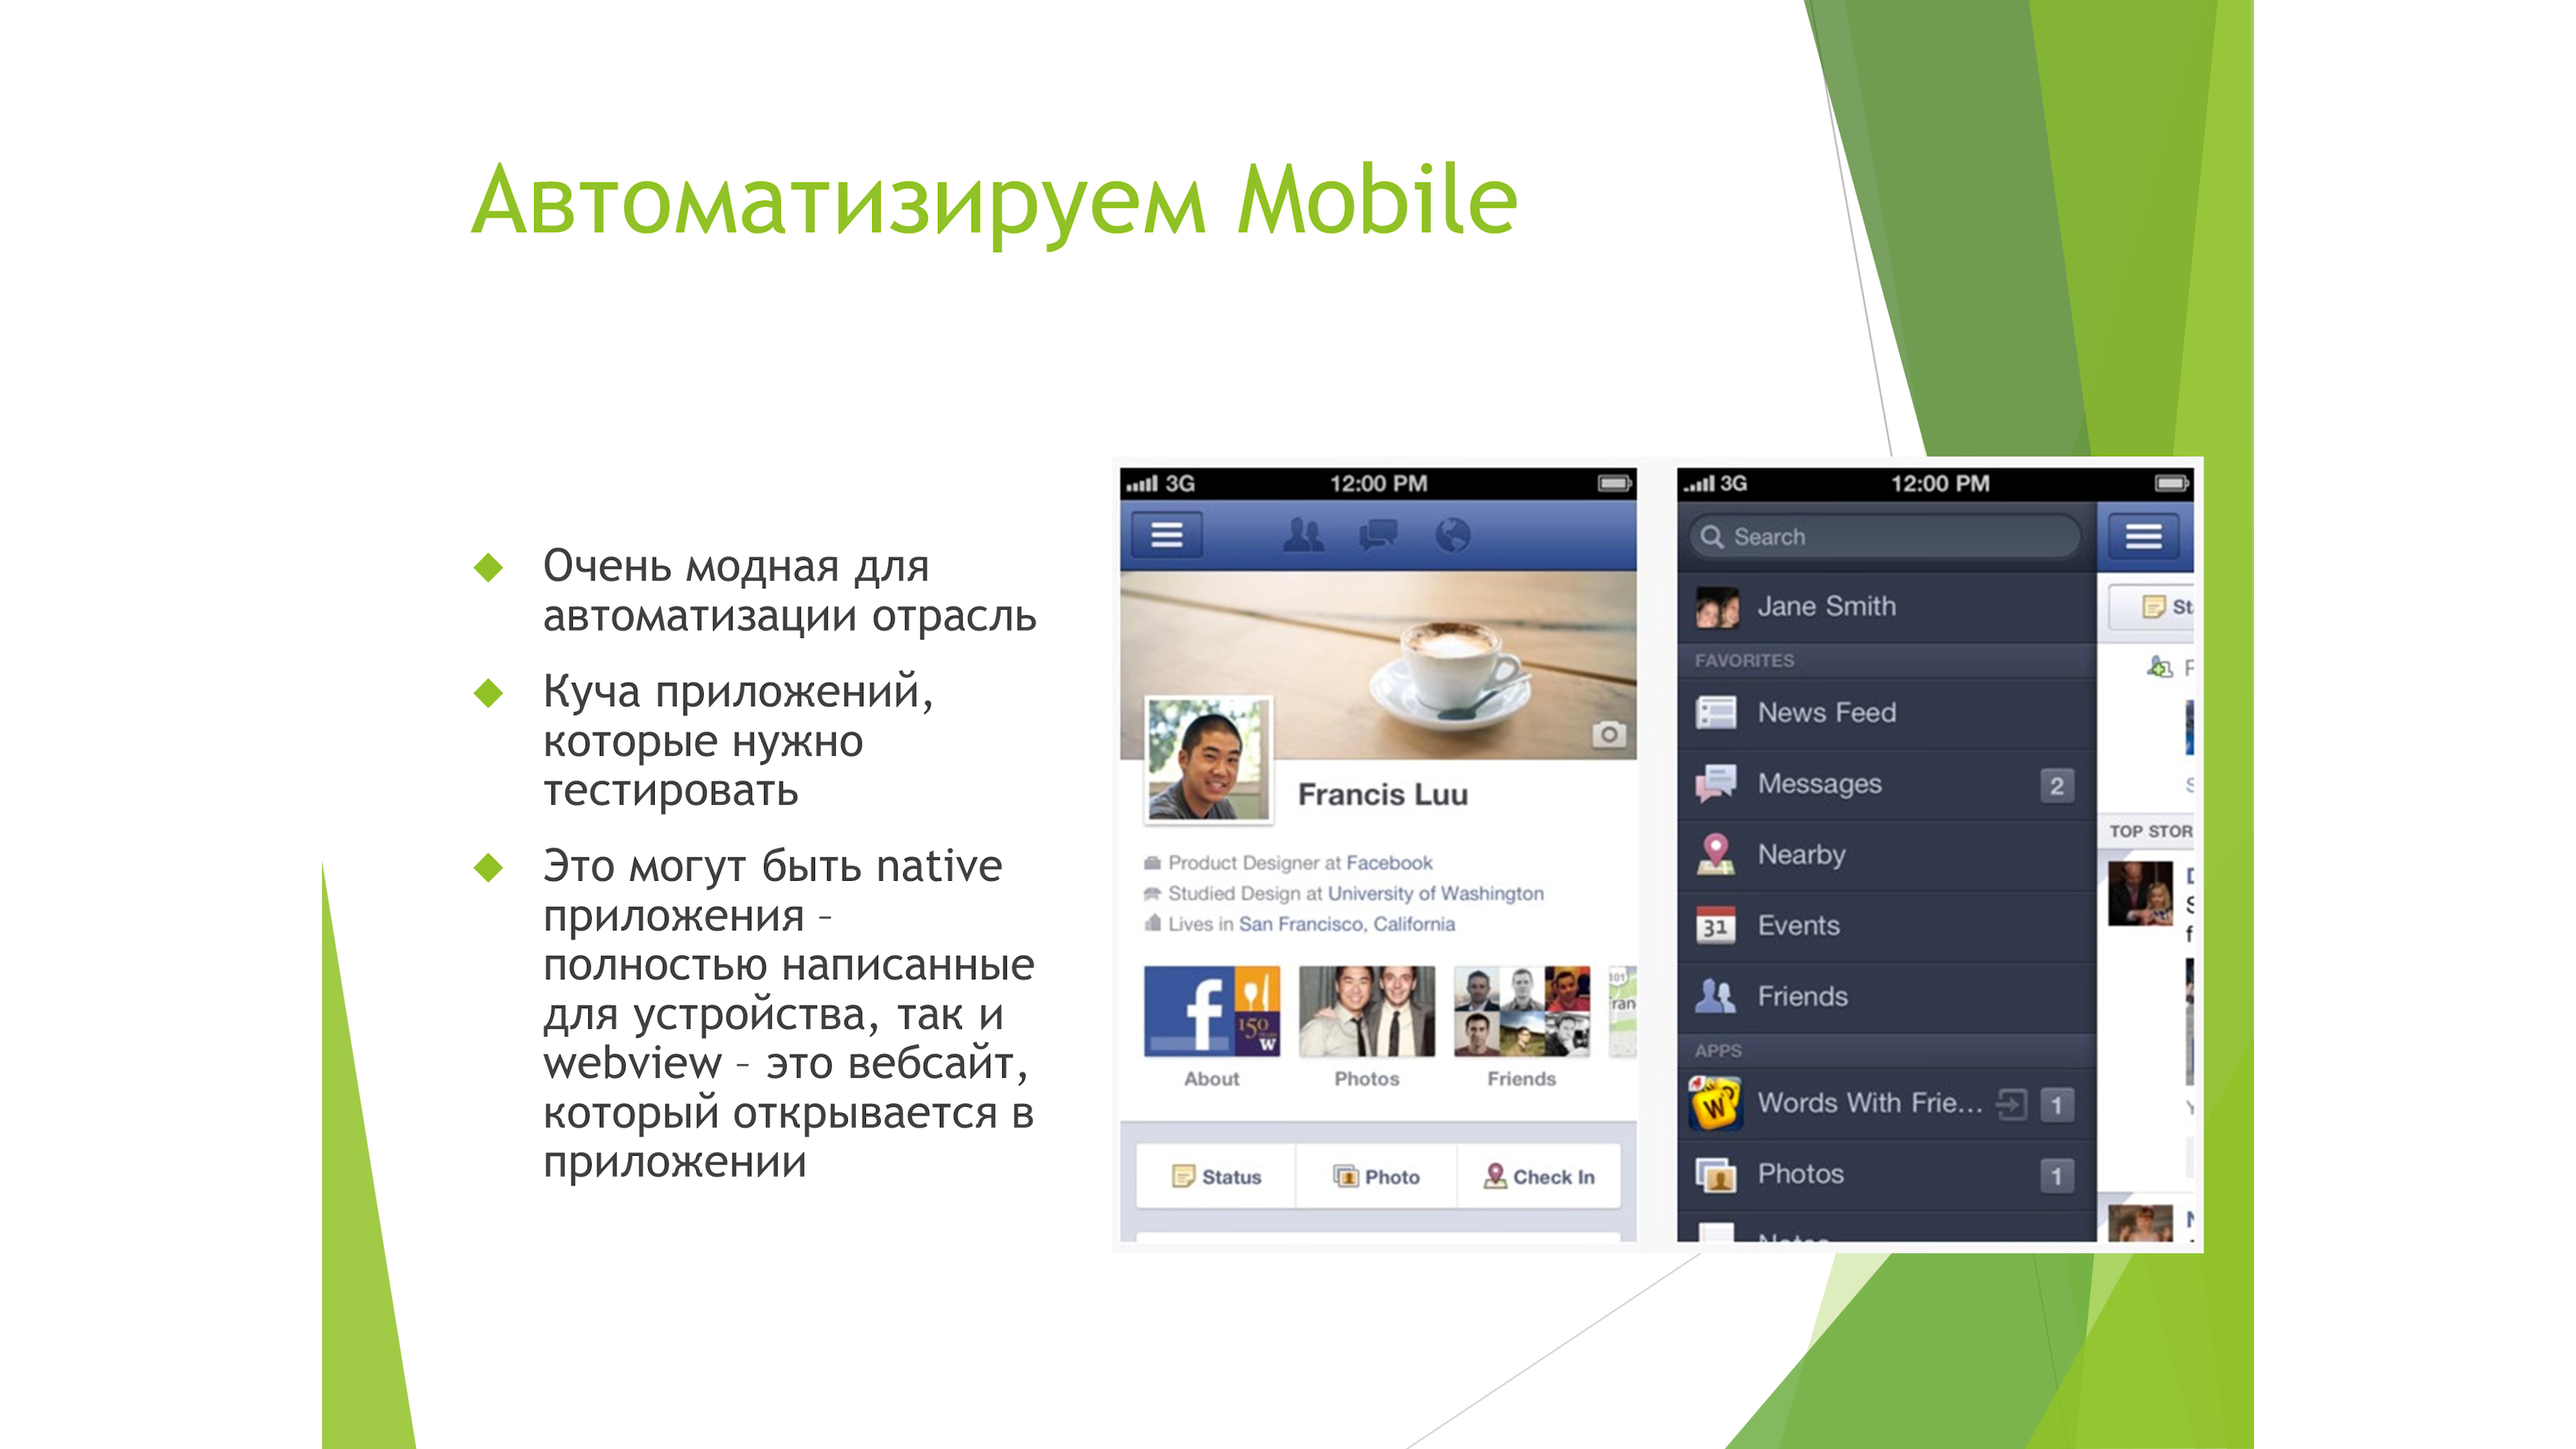 Автоматизируем Mobile
Очень модная для
автоматизации отрасль
Куча приложений,
которые нужно
тестировать
Это могут быть native
приложения –
полностью написанные
для устройства, так и
webview – это вебсайт,
который открывается в
приложении
3G 12:00 PM
Francis Luu
Product Designer at Facebook
Studied Design at University of Washington
Lives in San Francisco, California
f 150 W
101
About Photos Friends
Status Photo Check In
3G 12:00 PM
Search
Jane Smith
FAVORITES
News Feed
Messages 2
Nearby
31 Events
Friends
APPS
W Words With Frie... 1
Photos 1
TOP STOR